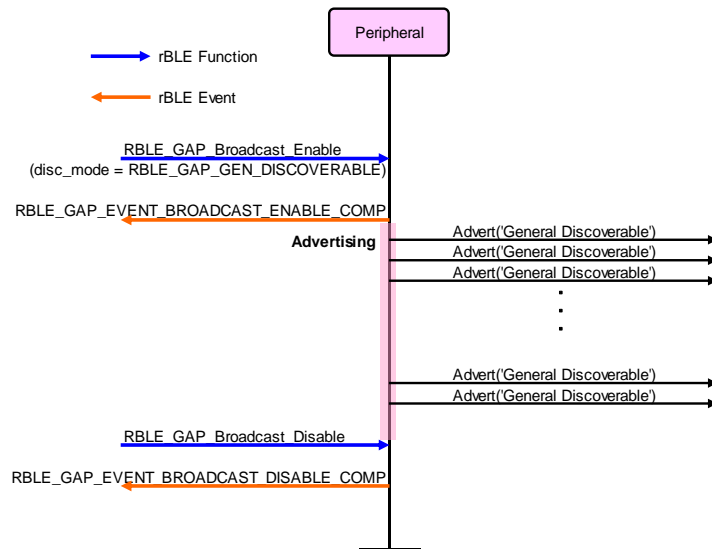 Peripheral
rBLE Function
rBLE Event
RBLE_GAP_Broadcast_Enable
(disc_mode = RBLE_GAP_GEN_DISCOVERABLE)
RBLE_GAP_EVENT_BROADCAST_ENABLE_COMP
Advertising
Advert('General Discoverable')
Advert('General Discoverable')
Advert('General Discoverable')
Advert('General Discoverable')
Advert('General Discoverable')
RBLE_GAP_Broadcast_Disable
RBLE_GAP_EVENT_BROADCAST_DISABLE_COMP